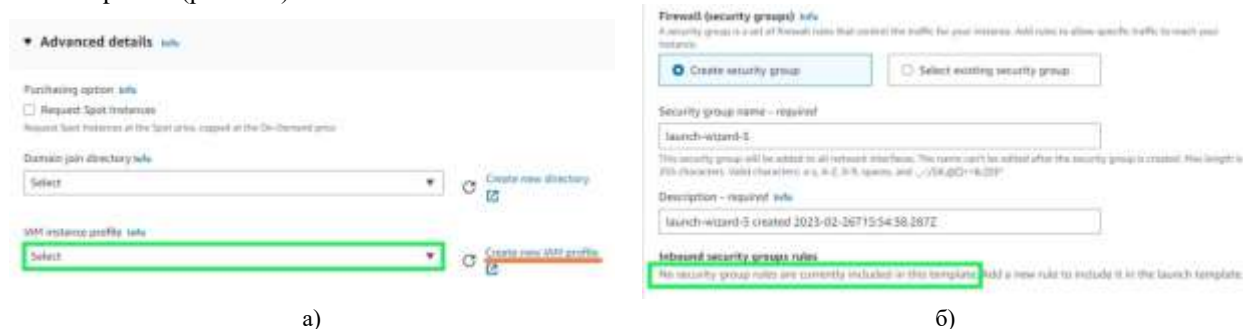 ▼ Advanced details Info
Purchasing option Info
Request Spot Instances
Request Spot Instances at the Spot price, capped at the On-Demand price
Domain join directory Info
Select
Create new directory
IAM instance profile Info
Select
Create new IAM profile
а)
Firewall (security groups) Info
A security group is a set of firewall rules that control the traffic for your instance. Add rules to allow specific traffic to reach your
instance.
Create security group
Select existing security group
Security group name - required
launch-wizard-5
This security group will be added to all network interfaces. The name can't be edited after the security group is created. Max length is
255 characters. Valid characters: a-z, A-Z, 0-9, spaces, and
Description - required Info
launch-wizard-5 created 2023-02-26T15:54:38.287Z
Inbound security groups rules
No security group rules are currently included in this template. Add a new rule to include it in the launch template.
б)